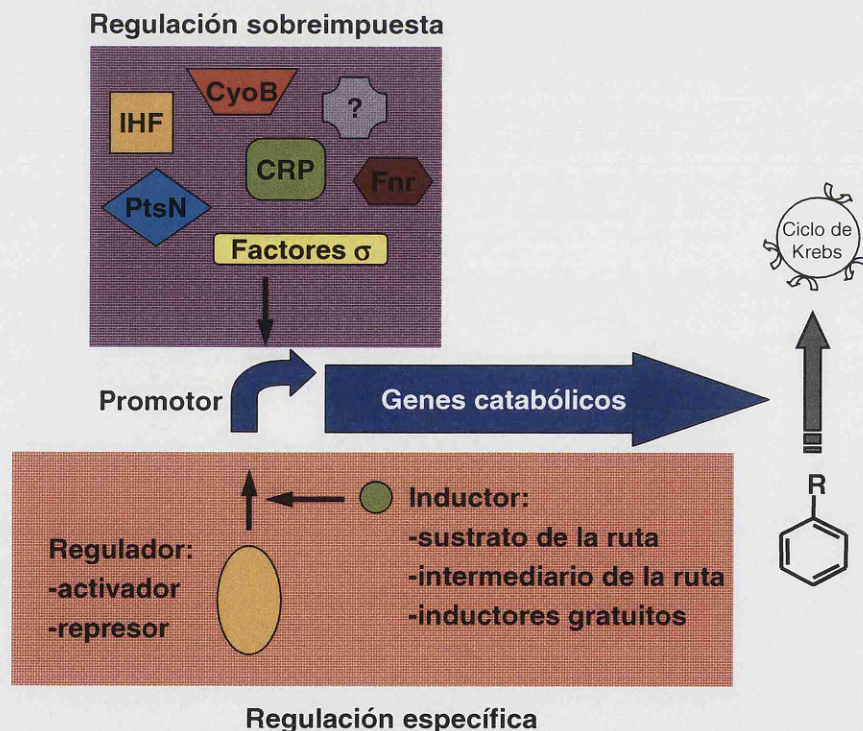 Regulación sobreimpuesta
CyoB
IHF
?
CRP
Fnr
PtsN
Factores σ
Ciclo de
Krebs
Promotor
Genes catabólicos
R
Inductor:
-sustrato de la ruta
-intermediario de la ruta
-inductores gratuitos
Regulador:
-activador
-represor
Regulación específica